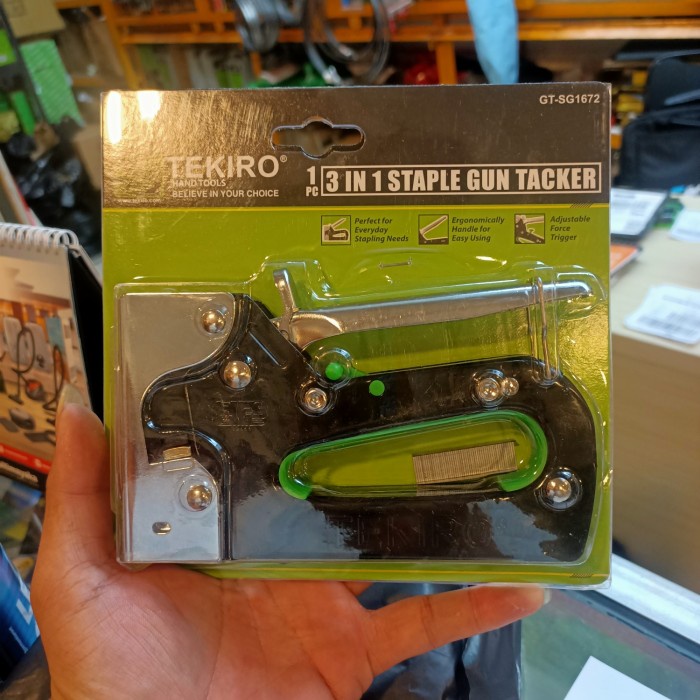 GT-SG1672
TEKIRO®
HAND TOOLS
BELIEVE IN YOUR CHOICE
1 PC
3 IN 1 STAPLE GUN TACKER
Perfect for
Everyday
Stapling Needs
Ergonomically
Handle for
Easy Using
Adjustable
Force
Trigger
TEKIRO